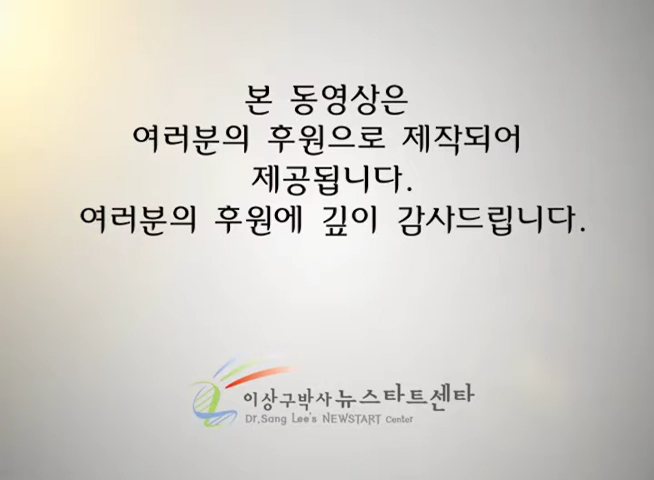 본 동영상은
여러분의 후원으로 제작되어
제공됩니다.
여러분의 후원에 깊이 감사드립니다.
이상구박사뉴스타트센타
Dr.Sang Lee's NEWSTART Center